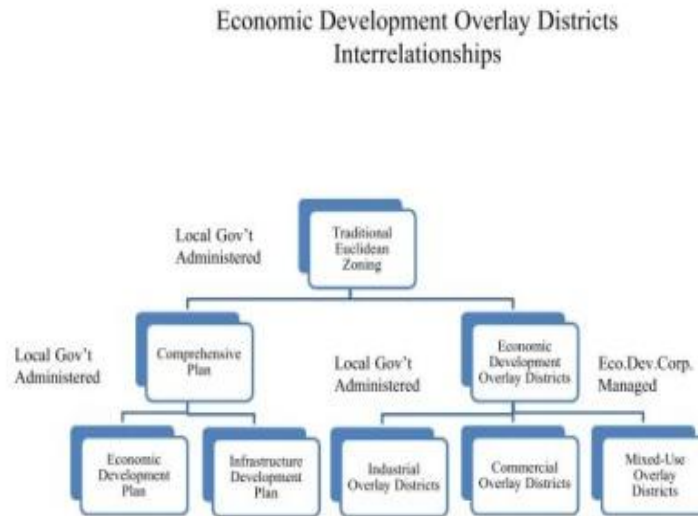 Economic Development Overlay Districts
Interrelationships
Local Gov't
Administered
Traditional
Euclidean
Zoning
Local Gov't
Administered
Comprehensive
Plan
Local Gov't
Administered
Economic
Development
Overlay Districts
Eco.Dev.Corp.
Managed
Economic
Development
Plan
Infrastructure
Development
Plan
Industrial
Overlay Districts
Commercial
Overlay Districts
Mixed-Use
Overlay
Districts